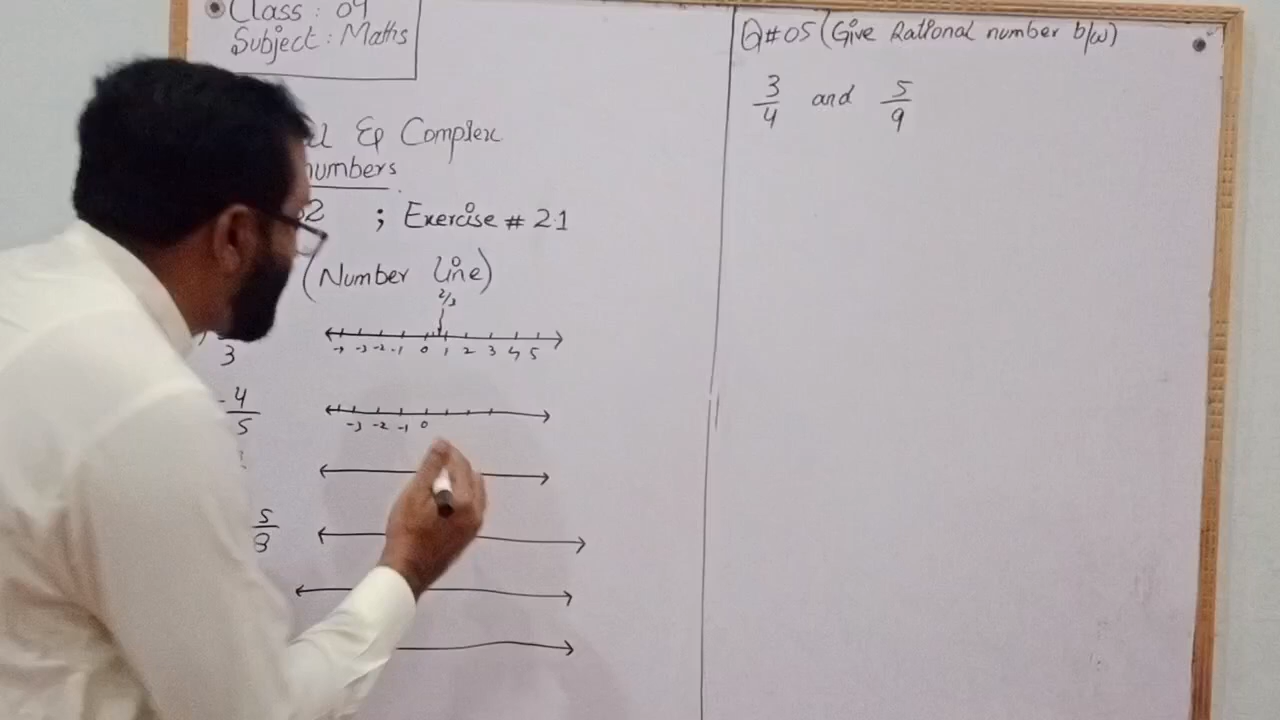 Class : 09
Subject : Maths
& Complex
numbers
; Exercise # 2.1
(Number line)
2/3
3
-3 -2 -1 0 1 2 3 4 5
-4
5
-3 -2 -1 0
5
8
Q#05 (Give Rational number b/w)
3/4 and 5/9